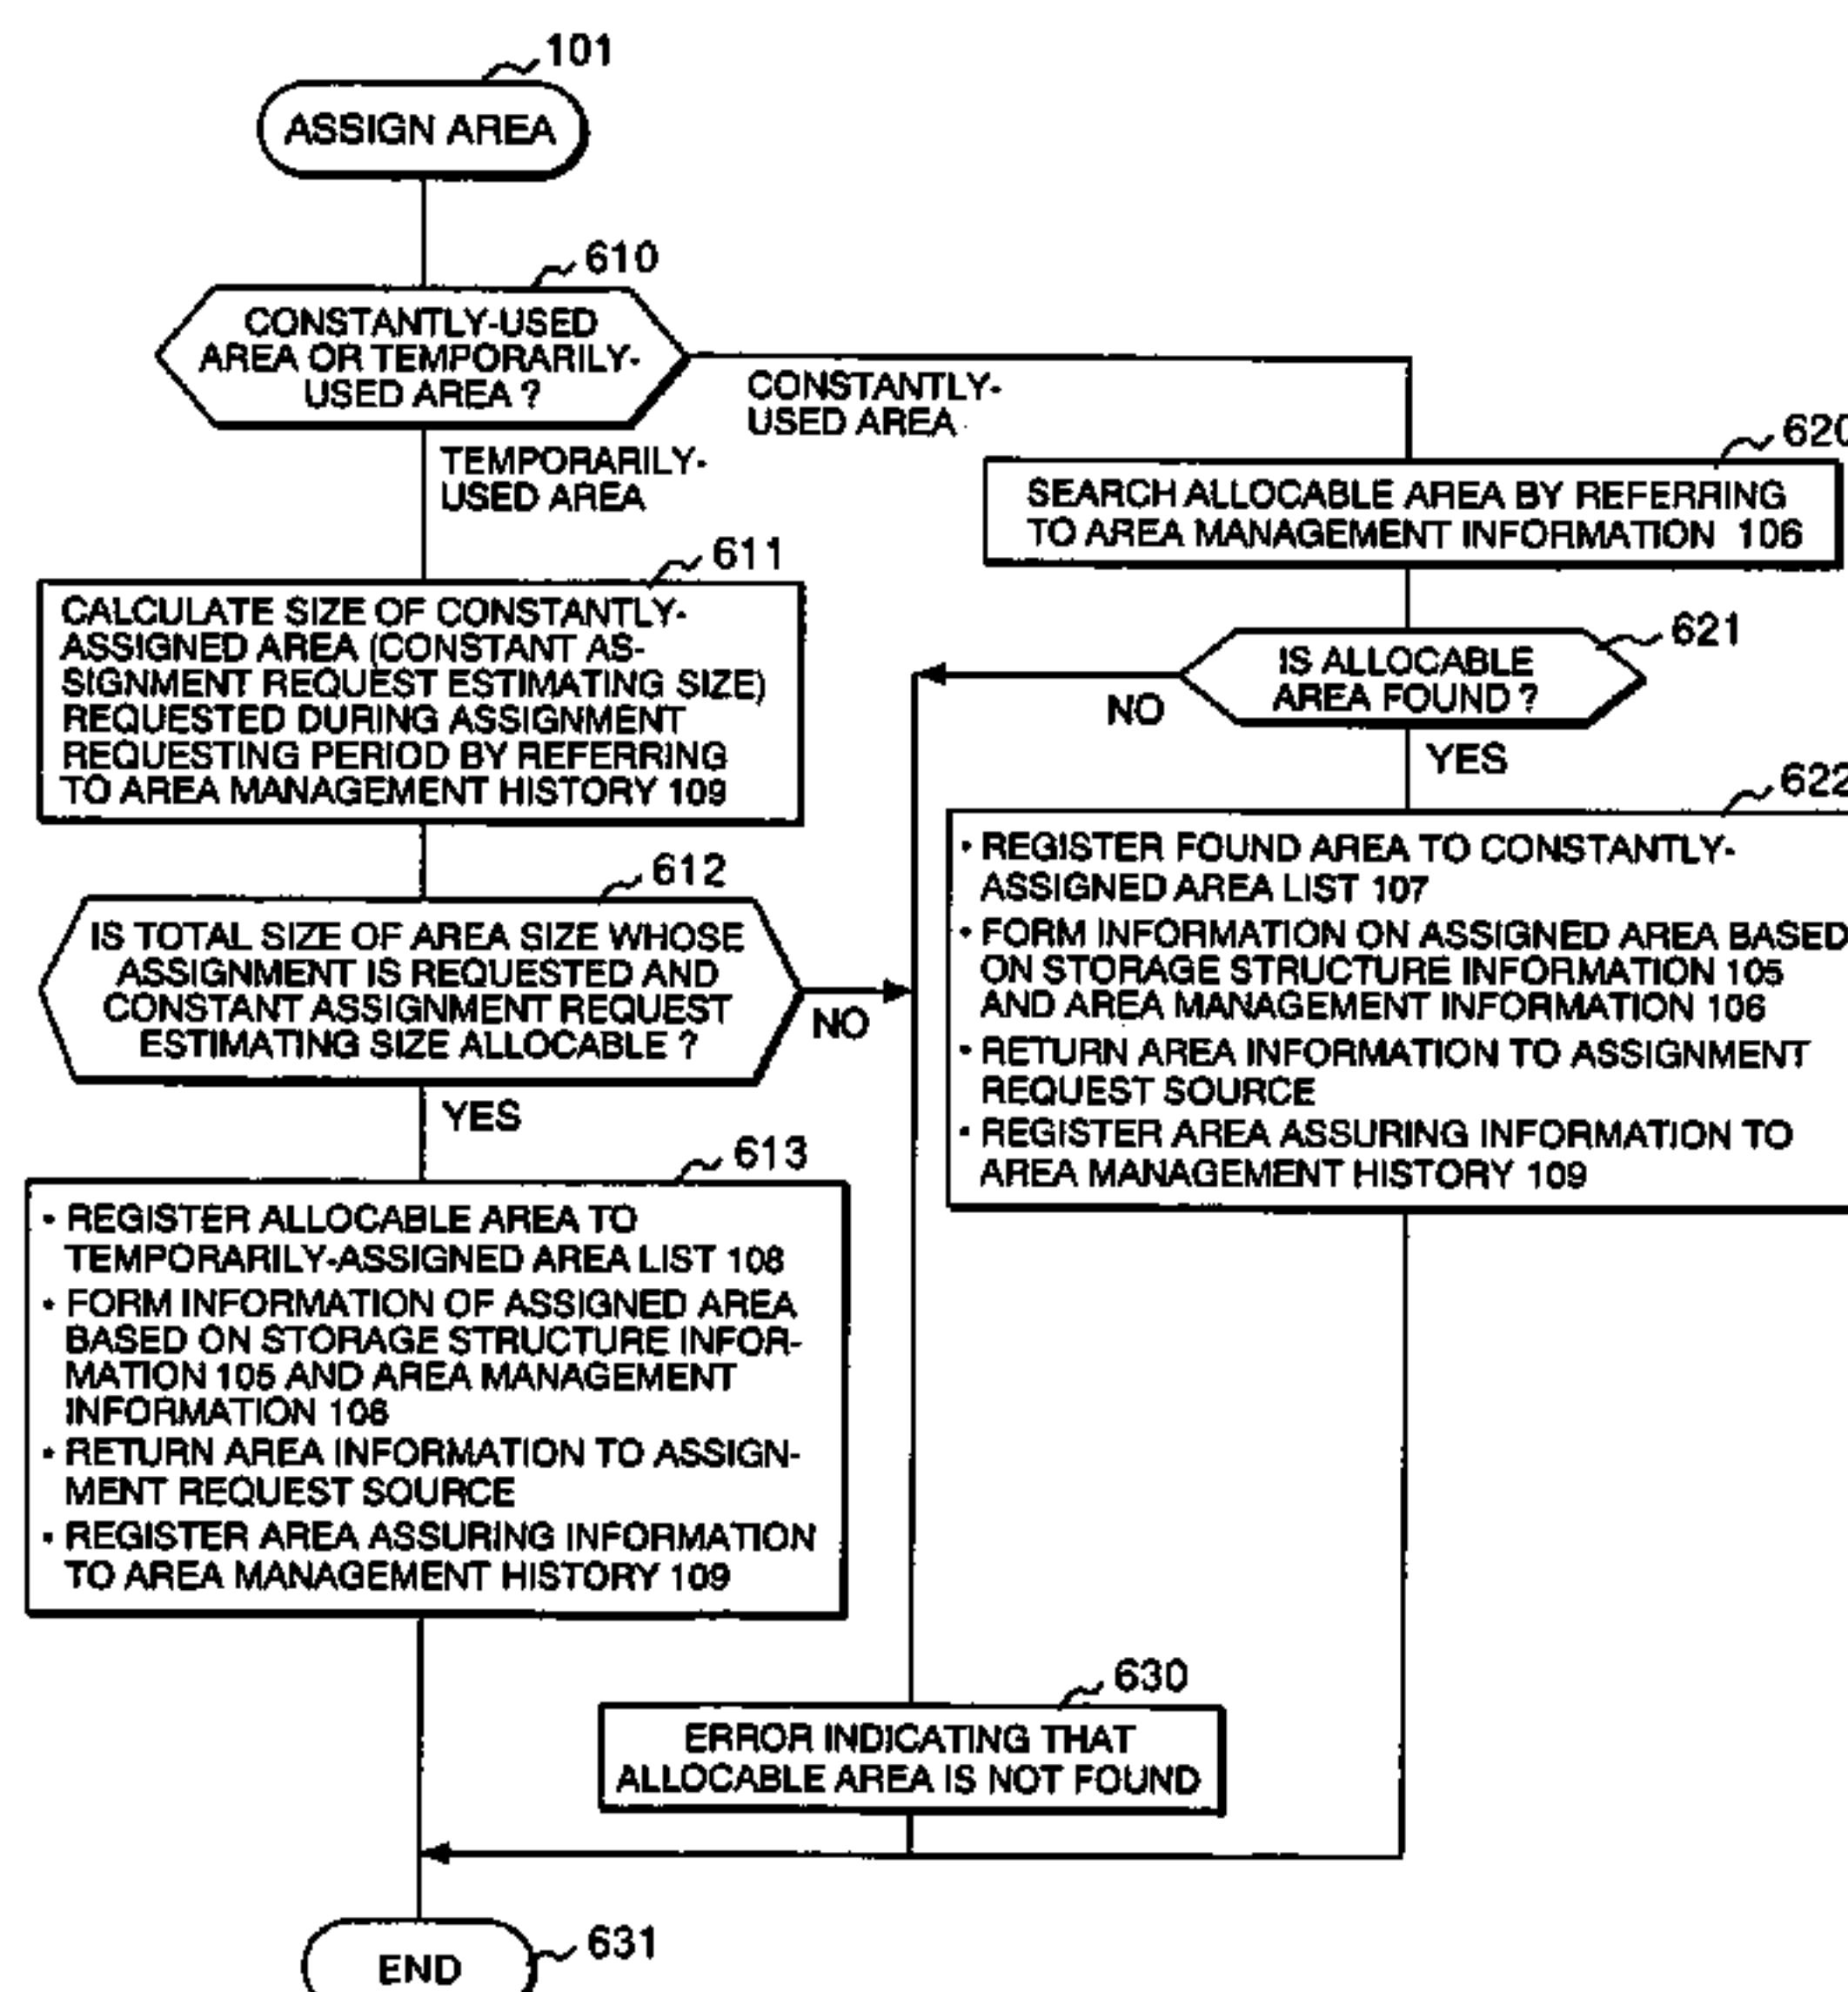 101
ASSIGN AREA
610
CONSTANTLY-USED
AREA OR TEMPORARILY-
USED AREA ?
CONSTANTLY-
USED AREA
TEMPORARILY-
USED AREA
620
SEARCH ALLOCABLE AREA BY REFERRING
TO AREA MANAGEMENT INFORMATION 106
611
CALCULATE SIZE OF CONSTANTLY-
ASSIGNED AREA (CONSTANT AS-
SIGNMENT REQUEST ESTIMATING SIZE)
REQUESTED DURING ASSIGNMENT
REQUESTING PERIOD BY REFERRING
TO AREA MANAGEMENT HISTORY 109
621
IS ALLOCABLE
AREA FOUND ?
NO
YES
622
• REGISTER FOUND AREA TO CONSTANTLY-
ASSIGNED AREA LIST 107
• FORM INFORMATION ON ASSIGNED AREA BASED
ON STORAGE STRUCTURE INFORMATION 105
AND AREA MANAGEMENT INFORMATION 106
• RETURN AREA INFORMATION TO ASSIGNMENT
REQUEST SOURCE
• REGISTER AREA ASSURING INFORMATION TO
AREA MANAGEMENT HISTORY 109
612
IS TOTAL SIZE OF AREA SIZE WHOSE
ASSIGNMENT IS REQUESTED AND
CONSTANT ASSIGNMENT REQUEST
ESTIMATING SIZE ALLOCABLE ?
NO
YES
613
• REGISTER ALLOCABLE AREA TO
TEMPORARILY-ASSIGNED AREA LIST 108
• FORM INFORMATION OF ASSIGNED AREA
BASED ON STORAGE STRUCTURE INFOR-
MATION 105 AND AREA MANAGEMENT
INFORMATION 106
• RETURN AREA INFORMATION TO ASSIGN-
MENT REQUEST SOURCE
• REGISTER AREA ASSURING INFORMATION
TO AREA MANAGEMENT HISTORY 109
630
ERROR INDICATING THAT
ALLOCABLE AREA IS NOT FOUND
END
631